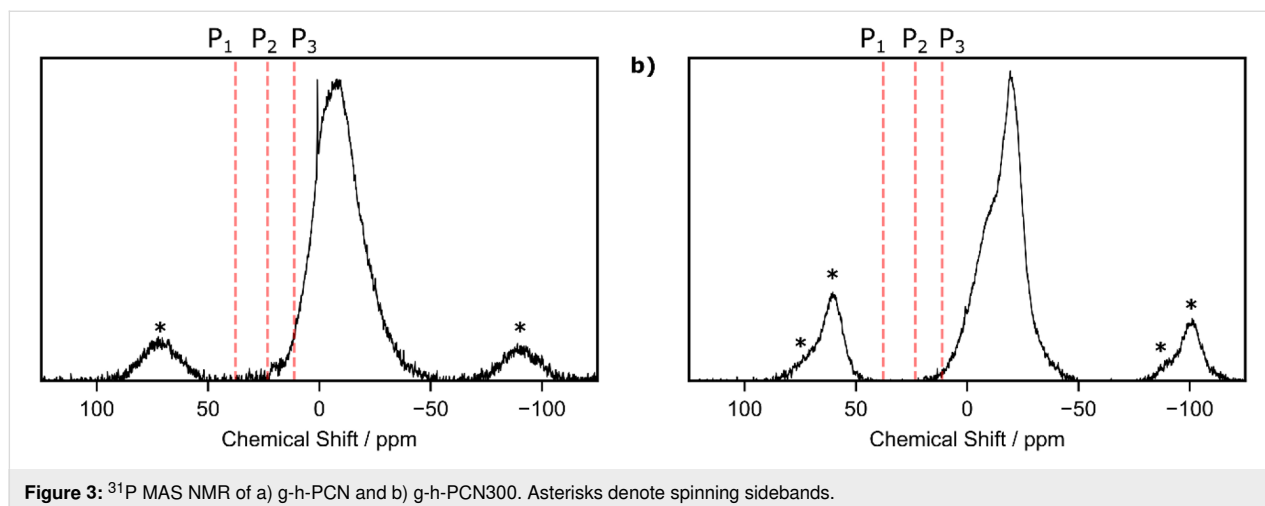 P1 P2 P3
*
*
100 50 0 −50 −100
Chemical Shift / ppm
b)
P1 P2 P3
*
*
*
*
100 50 0 −50 −100
Chemical Shift / ppm
Figure 3: 31P MAS NMR of a) g-h-PCN and b) g-h-PCN300. Asterisks denote spinning sidebands.